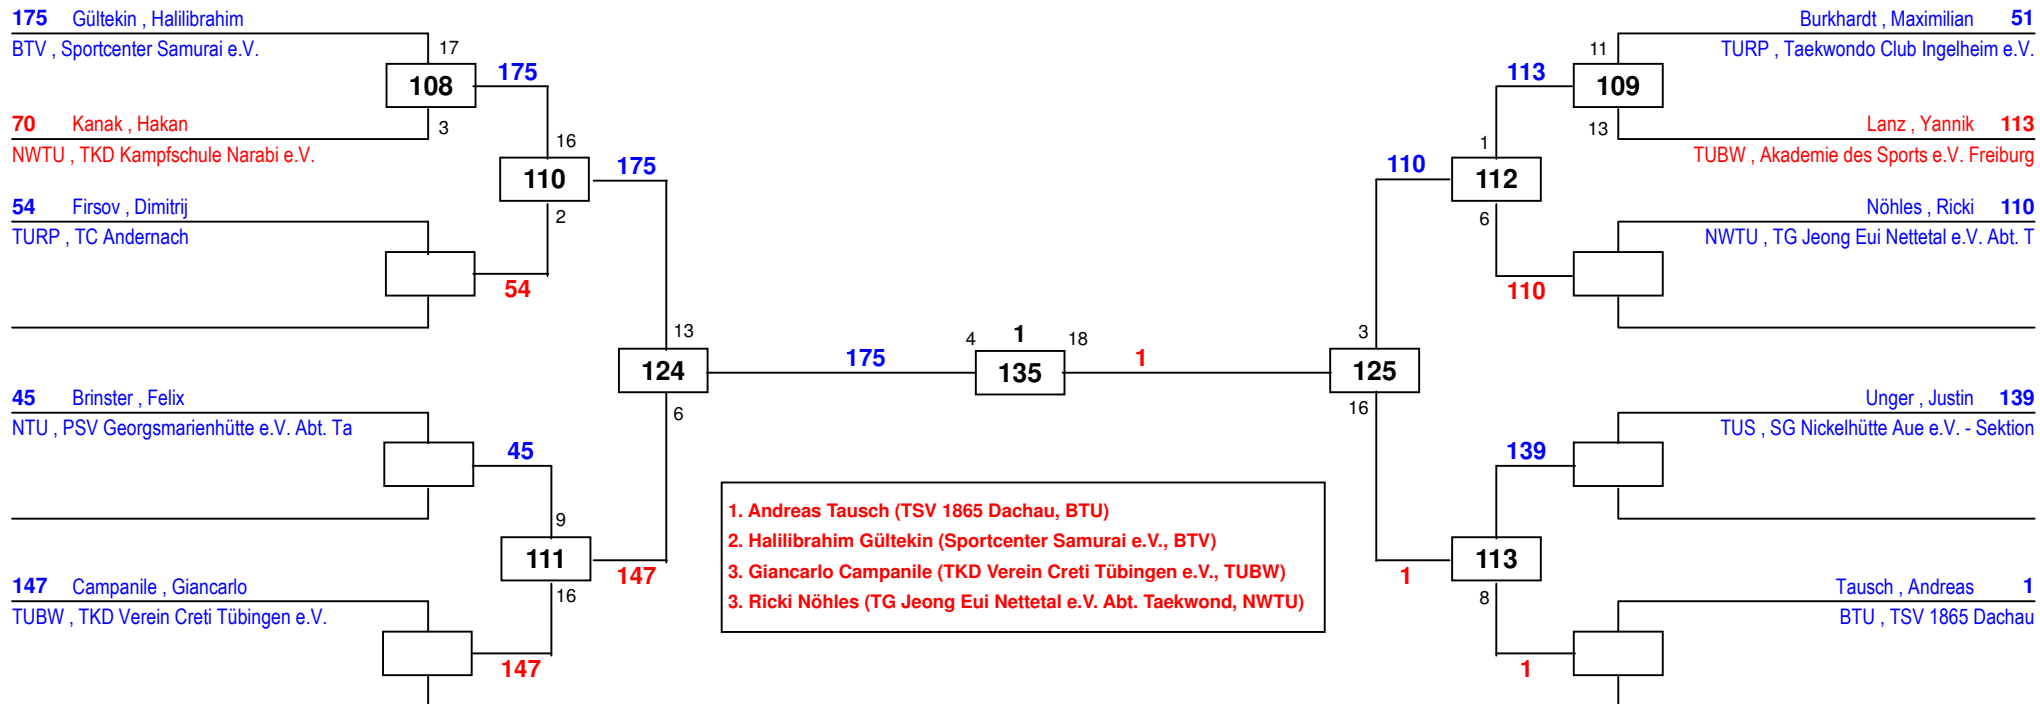 175 Gültekin , Halilibrahim
BTV , Sportcenter Samurai e.V.
17
108
175
3
70 Kanak , Hakan
NWTU , TKD Kampfschule Narabi e.V.
16
110
175
2
54 Firsov , Dimitrij
TURP , TC Andernach
54
13
124
175
6
45 Brinster , Felix
NTU , PSV Georgsmarienhütte e.V. Abt. Ta
45
9
111
147
16
147 Campanile , Giancarlo
TUBW , TKD Verein Creti Tübingen e.V.
147
4
1
18
135
1
1. Andreas Tausch (TSV 1865 Dachau, BTU)
2. Halilibrahim Gültekin (Sportcenter Samurai e.V., BTV)
3. Giancarlo Campanile (TKD Verein Creti Tübingen e.V., TUBW)
3. Ricki Nöhles (TG Jeong Eui Nettetal e.V. Abt. Taekwond, NWTU)
Burkhardt , Maximilian 51
TURP , Taekwondo Club Ingelheim e.V.
11
113
109
13
Lanz , Yannik 113
TUBW , Akademie des Sports e.V. Freiburg
1
110
112
6
Nöhles , Ricki 110
NWTU , TG Jeong Eui Nettetal e.V. Abt. T
110
3
125
16
Unger , Justin 139
TUS , SG Nickelhütte Aue e.V. - Sektion
139
113
1
8
Tausch , Andreas 1
BTU , TSV 1865 Dachau
1